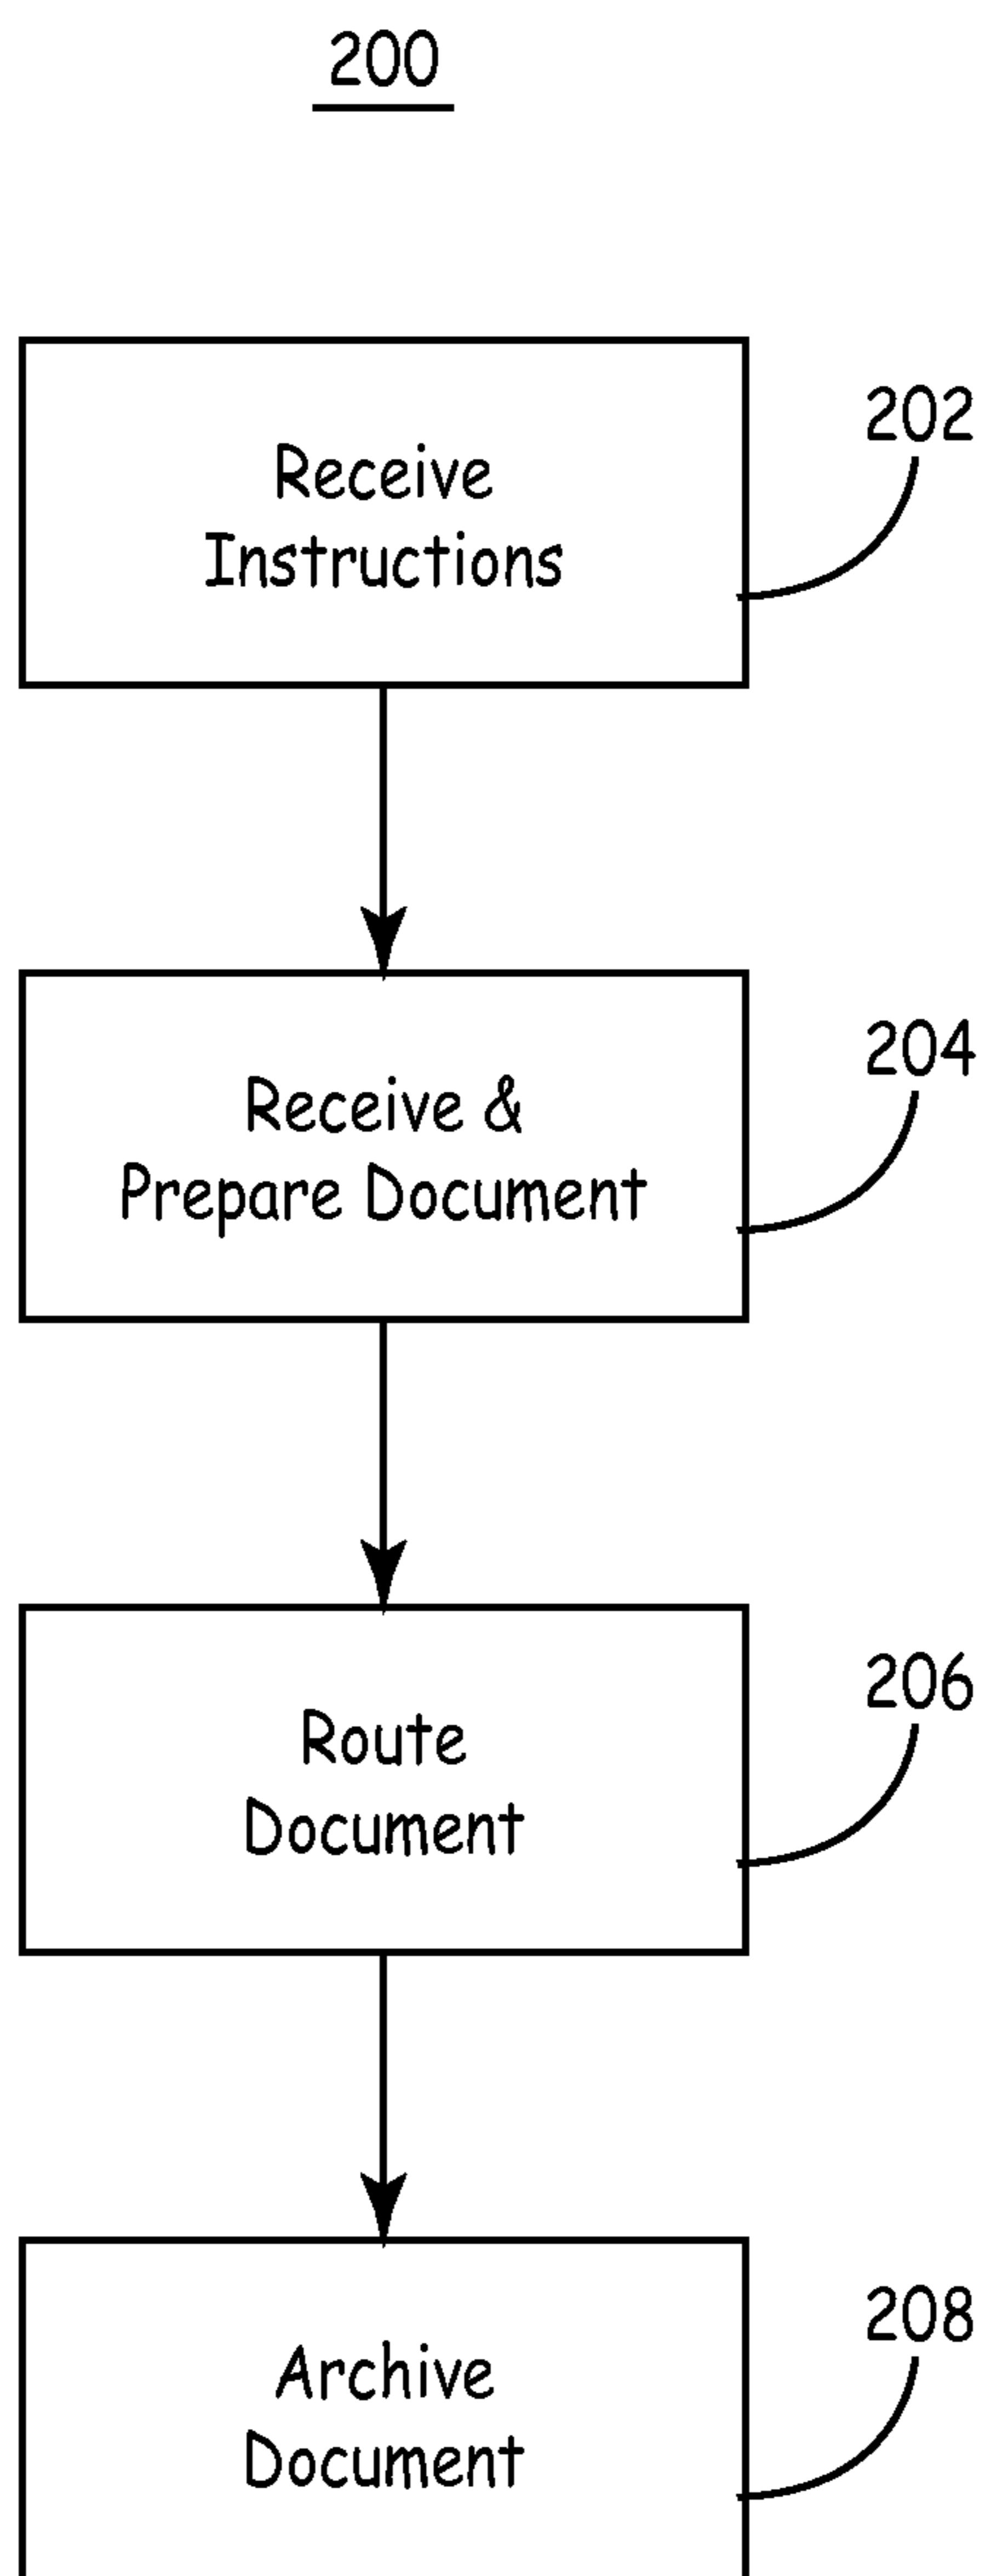 200
202
Receive
Instructions
204
Receive &
Prepare Document
206
Route
Document
208
Archive
Document